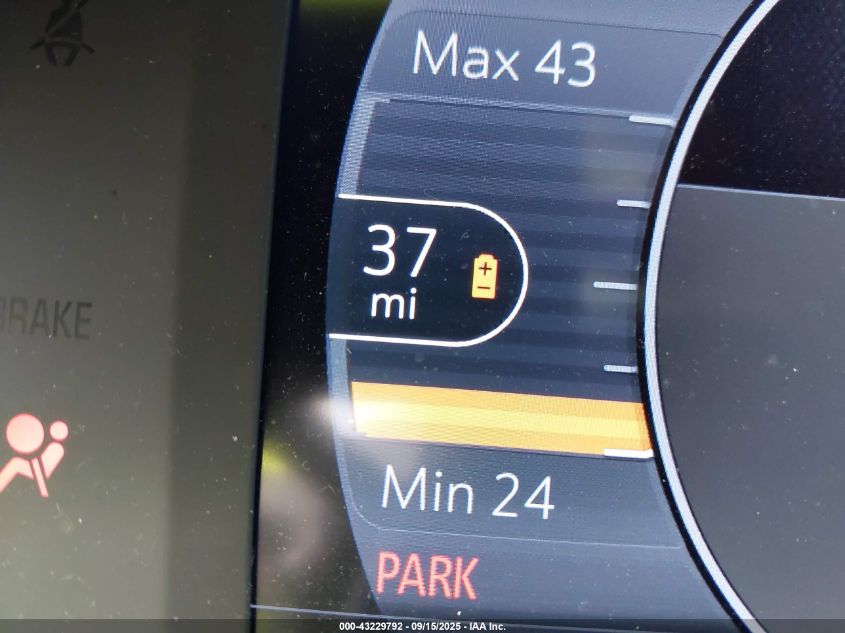 Max 43
37
mi
BRAKE
Min 24
PARK
000-43229792 - 09/15/2025 - IAA Inc.